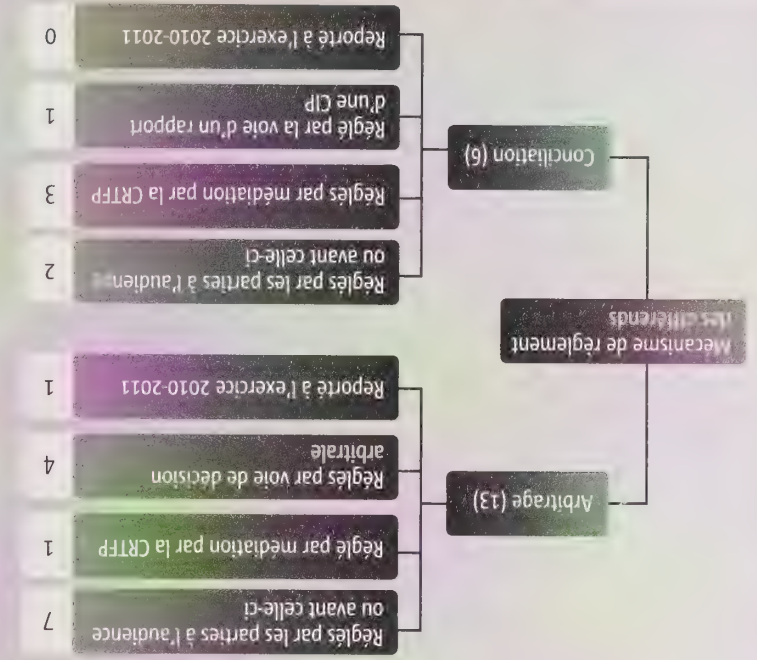 Mécanisme de règlement
des différends
Arbitrage (13)
Réglés par les parties à l'audience
ou avant celle-ci
7
Réglé par médiation par la CRTFP
1
Réglés par voie de décision
arbitrale
4
Reporté à l'exercice 2010-2011
1
Conciliation (6)
Réglés par les parties à l'audience
ou avant celle-ci
2
Réglés par médiation par la CRTFP
3
Réglé par la voie d'un rapport
d'une CIP
1
Reporté à l'exercice 2010-2011
0